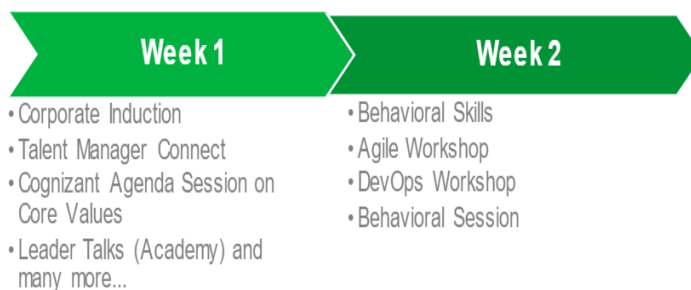 Week 1
• Corporate Induction
• Talent Manager Connect
• Cognizant Agenda Session on
Core Values
• Leader Talks (Academy) and
many more...
Week 2
• Behavioral Skills
• Agile Workshop
• DevOps Workshop
• Behavioral Session